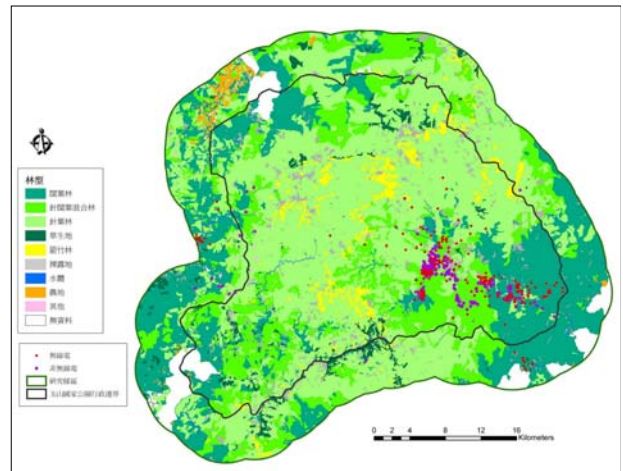 林型
闊葉林
針闊葉混合林
針葉林
草生地
箭竹林
裸露地
水體
農地
其他
無資料
無線電
非無線電
研究區域
玉山國家公園行政邊界
0 2 4 8 12 16
Kilometers